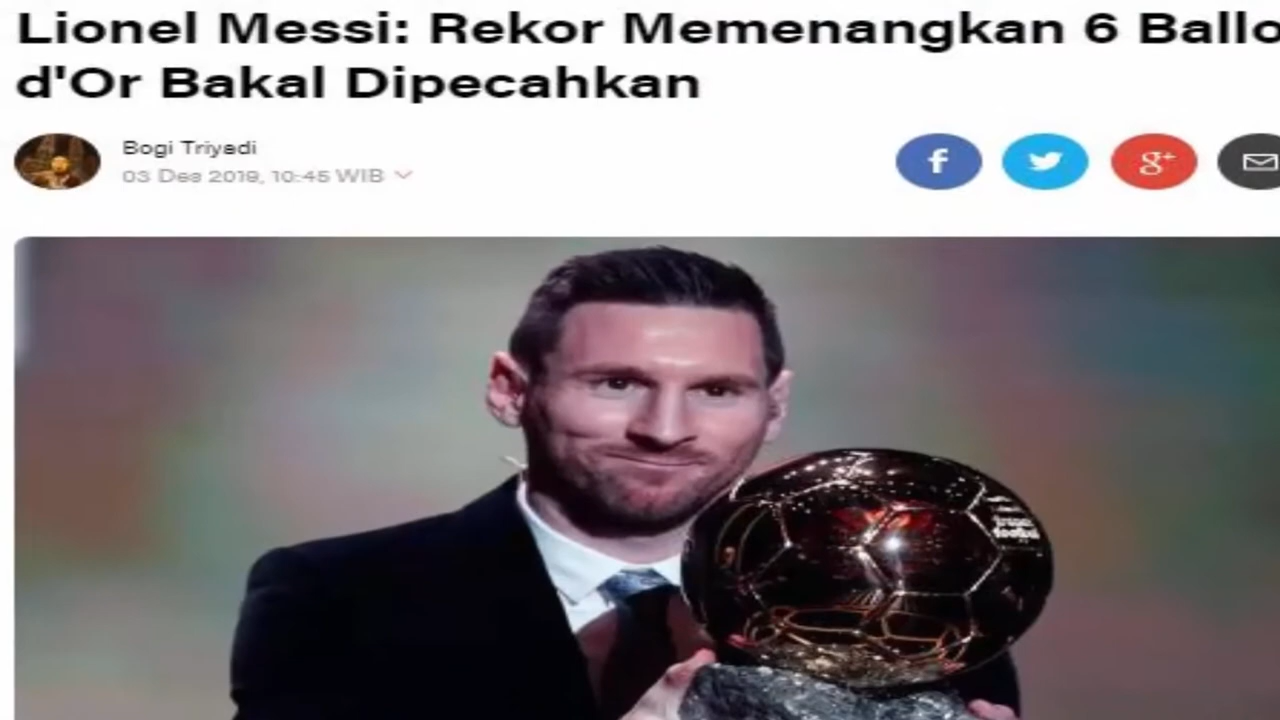 Lionel Messi: Rekor Memenangkan 6 Ballo
d'Or Bakal Dipecahkan
Bogi Triyadi
03 Des 2019, 10:45 WIB
f
g+